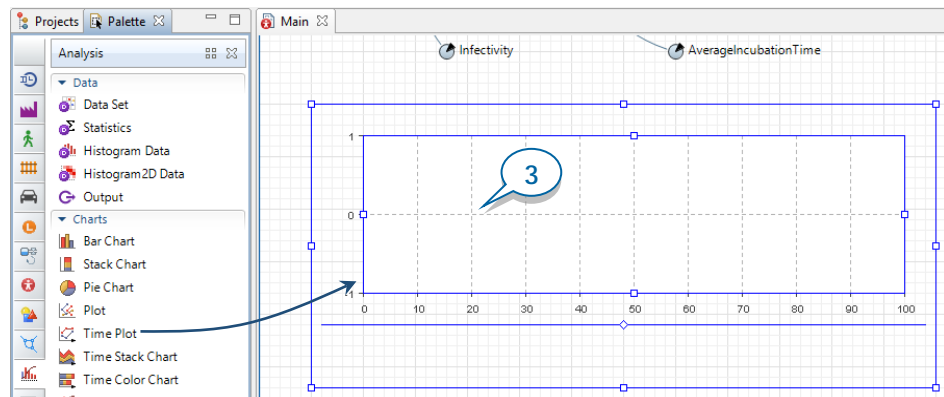 Projects Palette
Main
Analysis
Data
Data Set
Statistics
Histogram Data
Histogram2D Data
Output
Charts
Bar Chart
Stack Chart
Pie Chart
Plot
Time Plot
Time Stack Chart
Time Color Chart
Infectivity AverageIncubationTime
1
3
0
-1
0 10 20 30 40 50 60 70 80 90 100